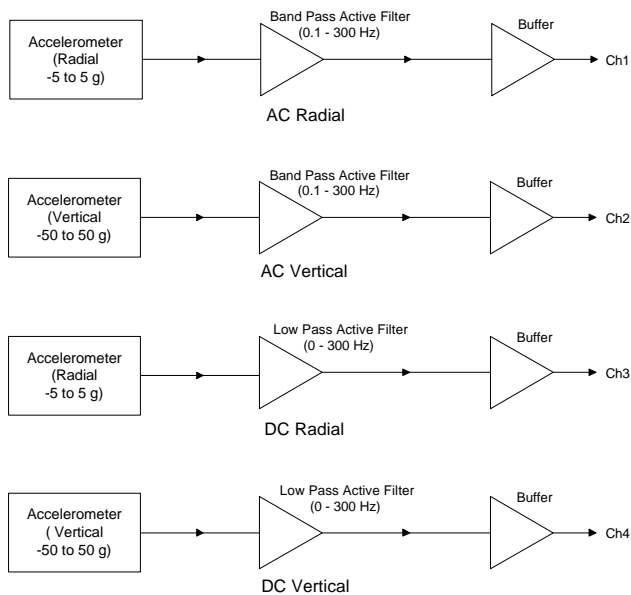 Accelerometer
(Radial
-5 to 5 g)
Band Pass Active Filter
(0.1 - 300 Hz)
Buffer
Ch1
AC Radial
Accelerometer
(Vertical
-50 to 50 g)
Band Pass Active Filter
(0.1 - 300 Hz)
Buffer
Ch2
AC Vertical
Accelerometer
(Radial
-5 to 5 g)
Low Pass Active Filter
(0 - 300 Hz)
Buffer
Ch3
DC Radial
Accelerometer
( Vertical
-50 to 50 g)
Low Pass Active Filter
(0 - 300 Hz)
Buffer
Ch4
DC Vertical